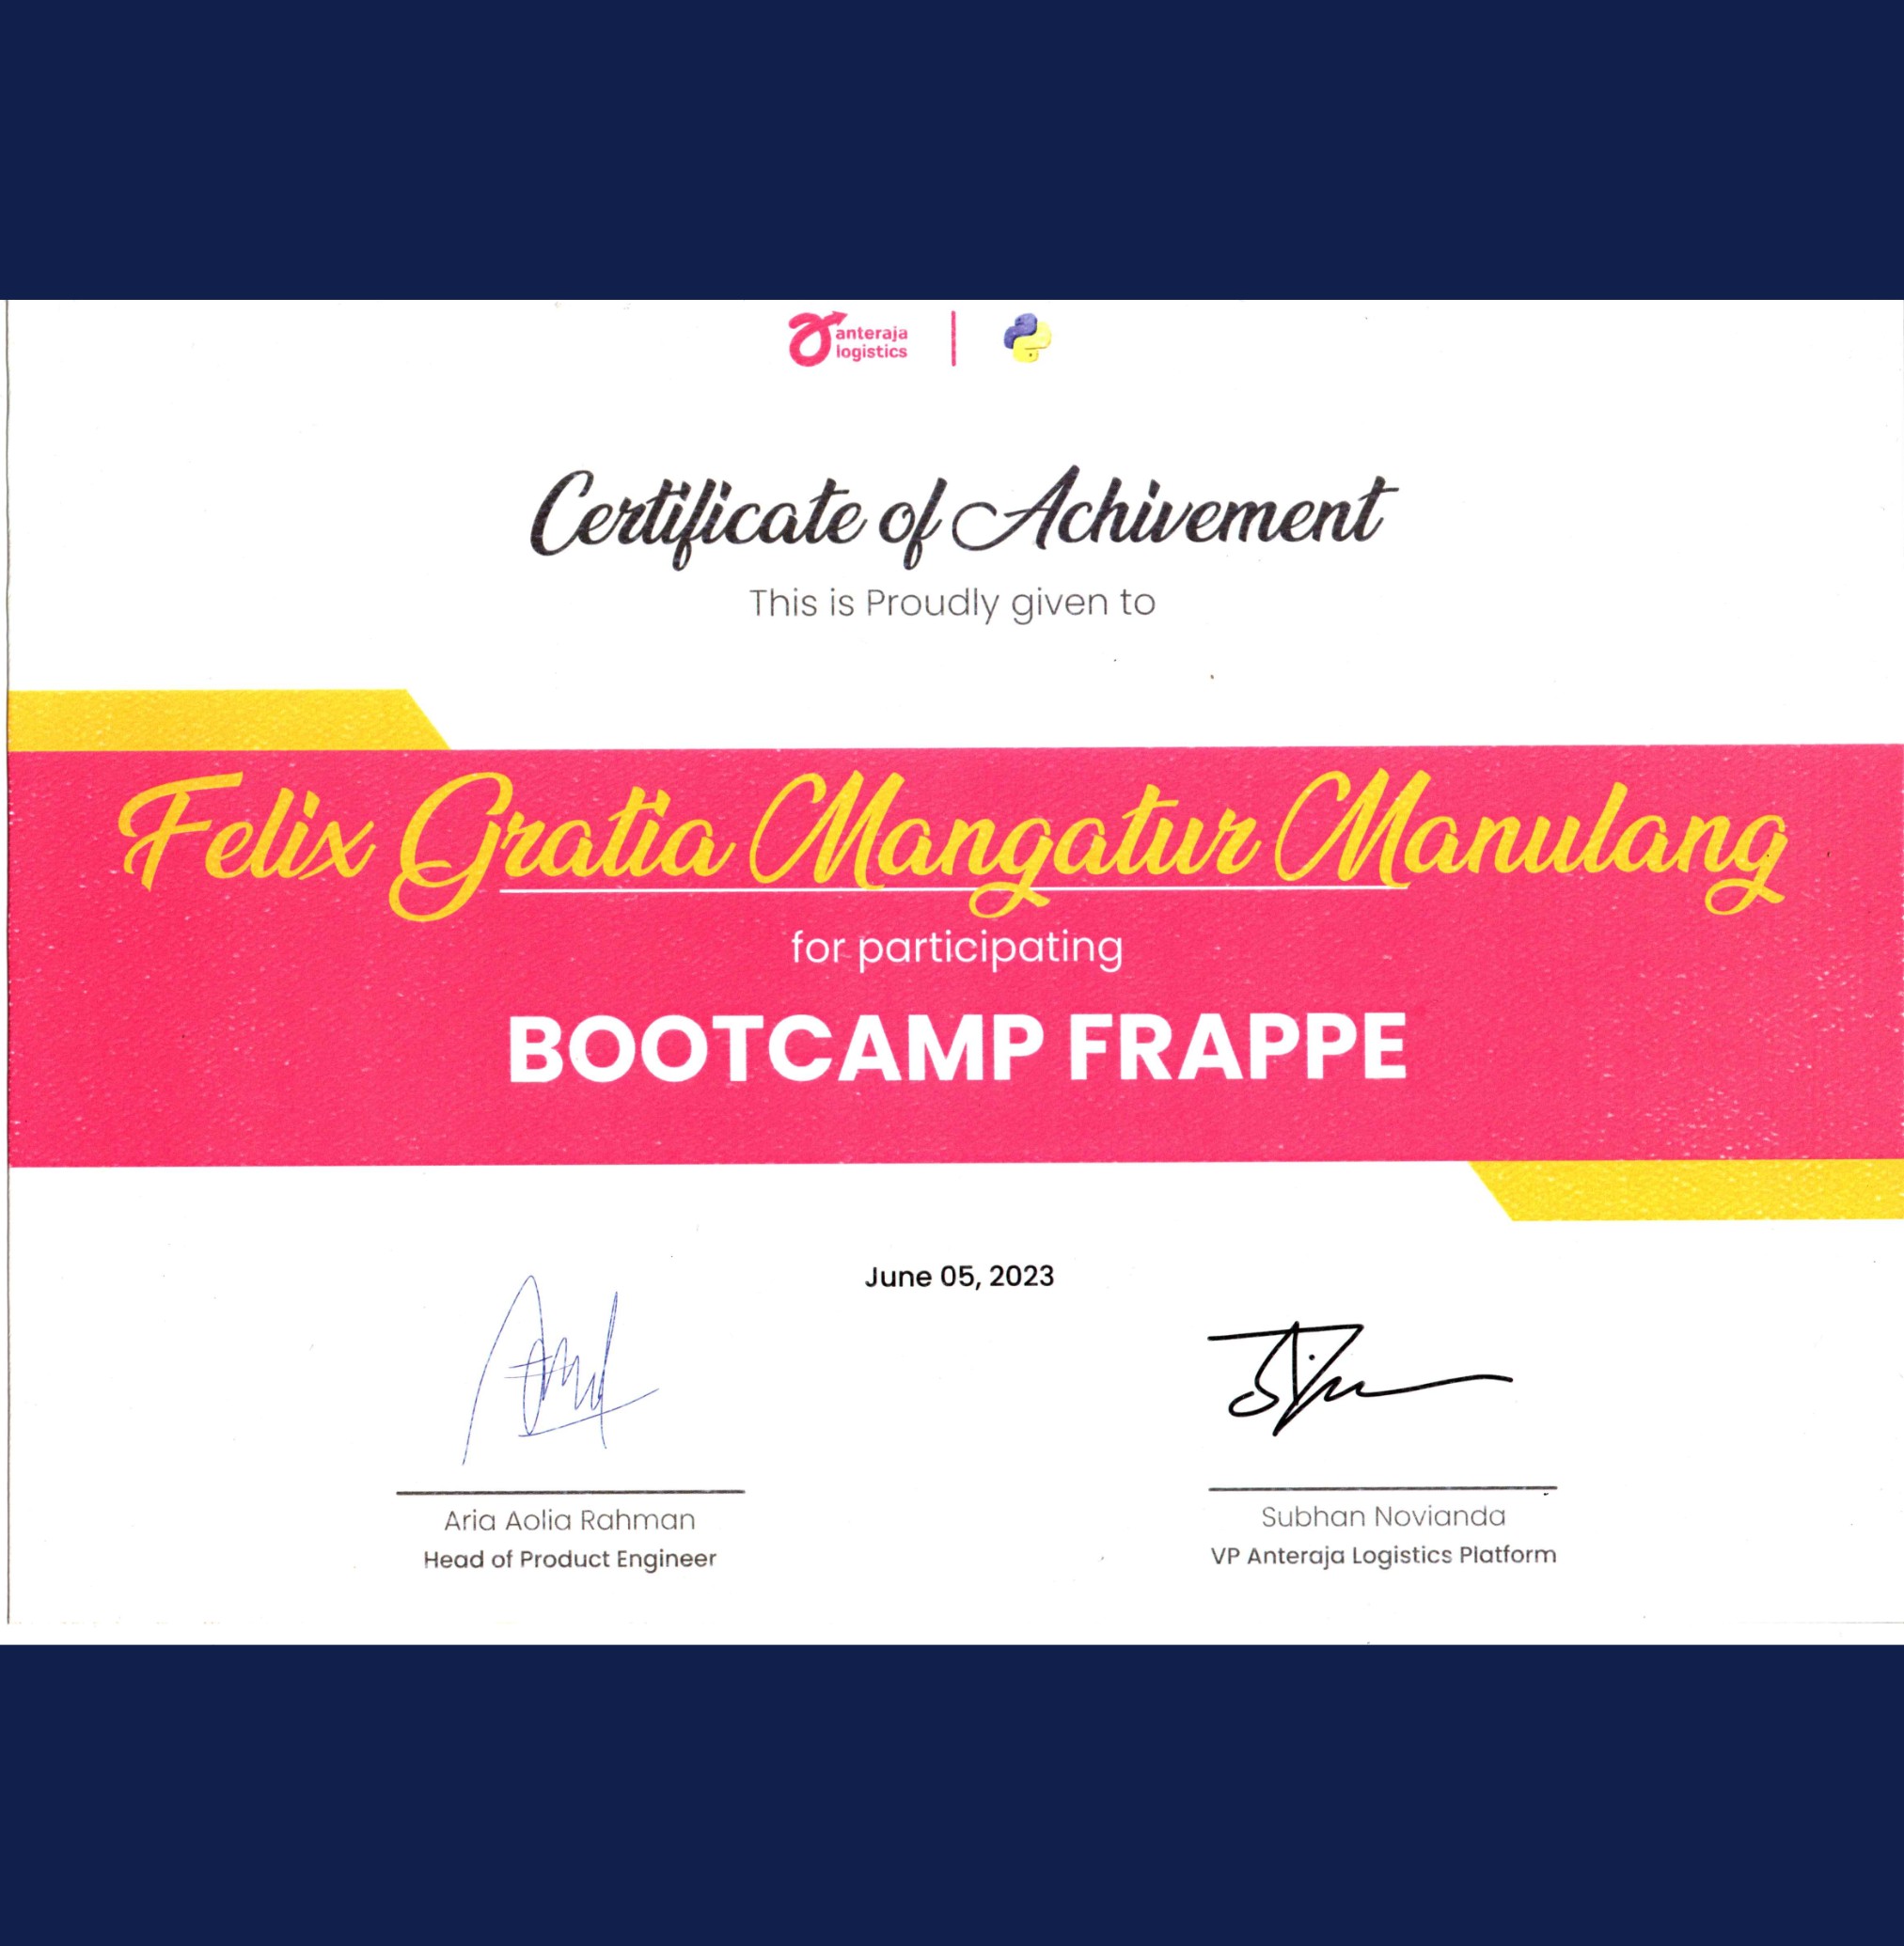 anteraja
logistics
Certificate of Achivement
This is Proudly given to
Felix Gratia Mangatur Manulang
for participating
BOOTCAMP FRAPPE
June 05, 2023
Aria Aolia Rahman
Head of Product Engineer
Subhan Novianda
VP Anteraja Logistics Platform